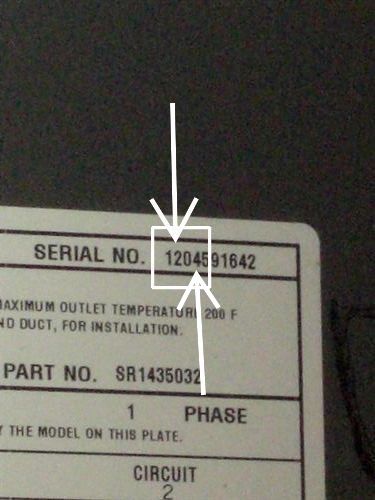 SERIAL NO. 1204591642
MAXIMUM OUTLET TEMPERATURE 200 F
ND DUCT, FOR INSTALLATION.
PART NO. SR1435032
1 PHASE
Y THE MODEL ON THIS PLATE.
CIRCUIT
2